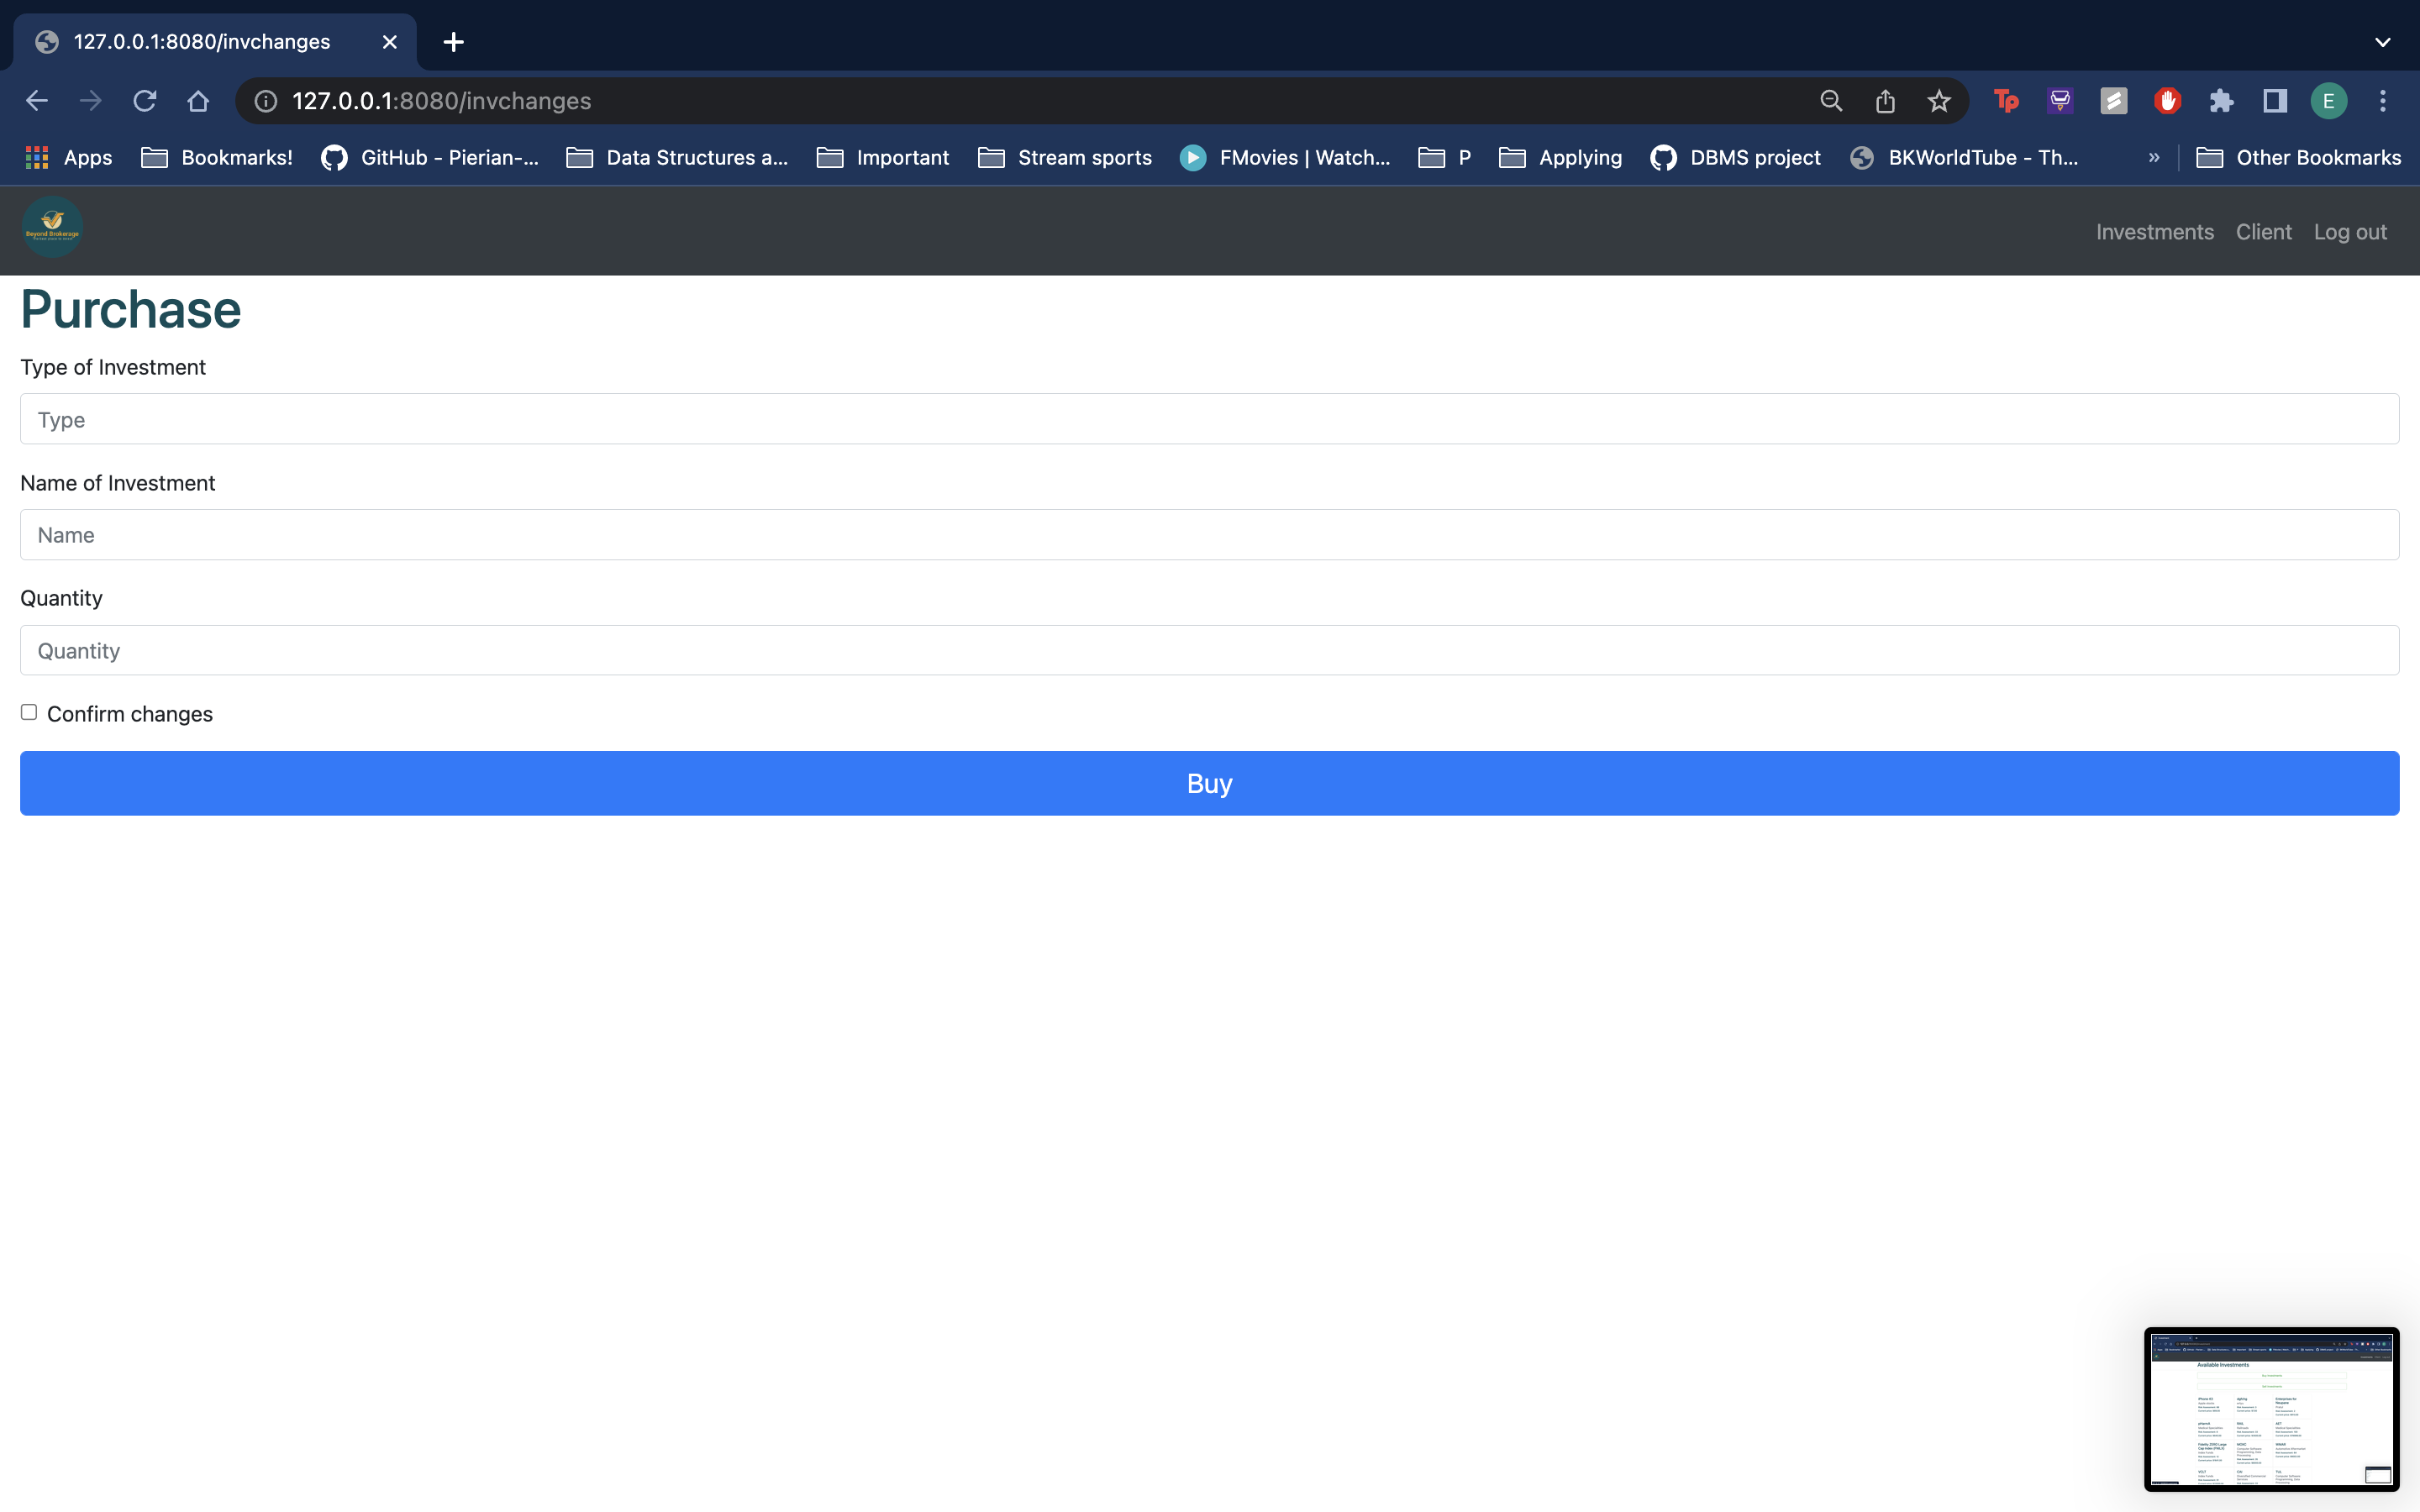 127.0.0.1:8080/invchanges
127.0.0.1:8080/invchanges
Tp
E
Apps Bookmarks! GitHub - Pierian-... Data Structures a... Important Stream sports FMovies | Watch... P Applying DBMS project BKWorldTube - Th... » Other Bookmarks
Beyond Brokerage
Investments Client Log out
Purchase
Type of Investment
Type
Name of Investment
Name
Quantity
Quantity
Confirm changes
Buy
Available Investments